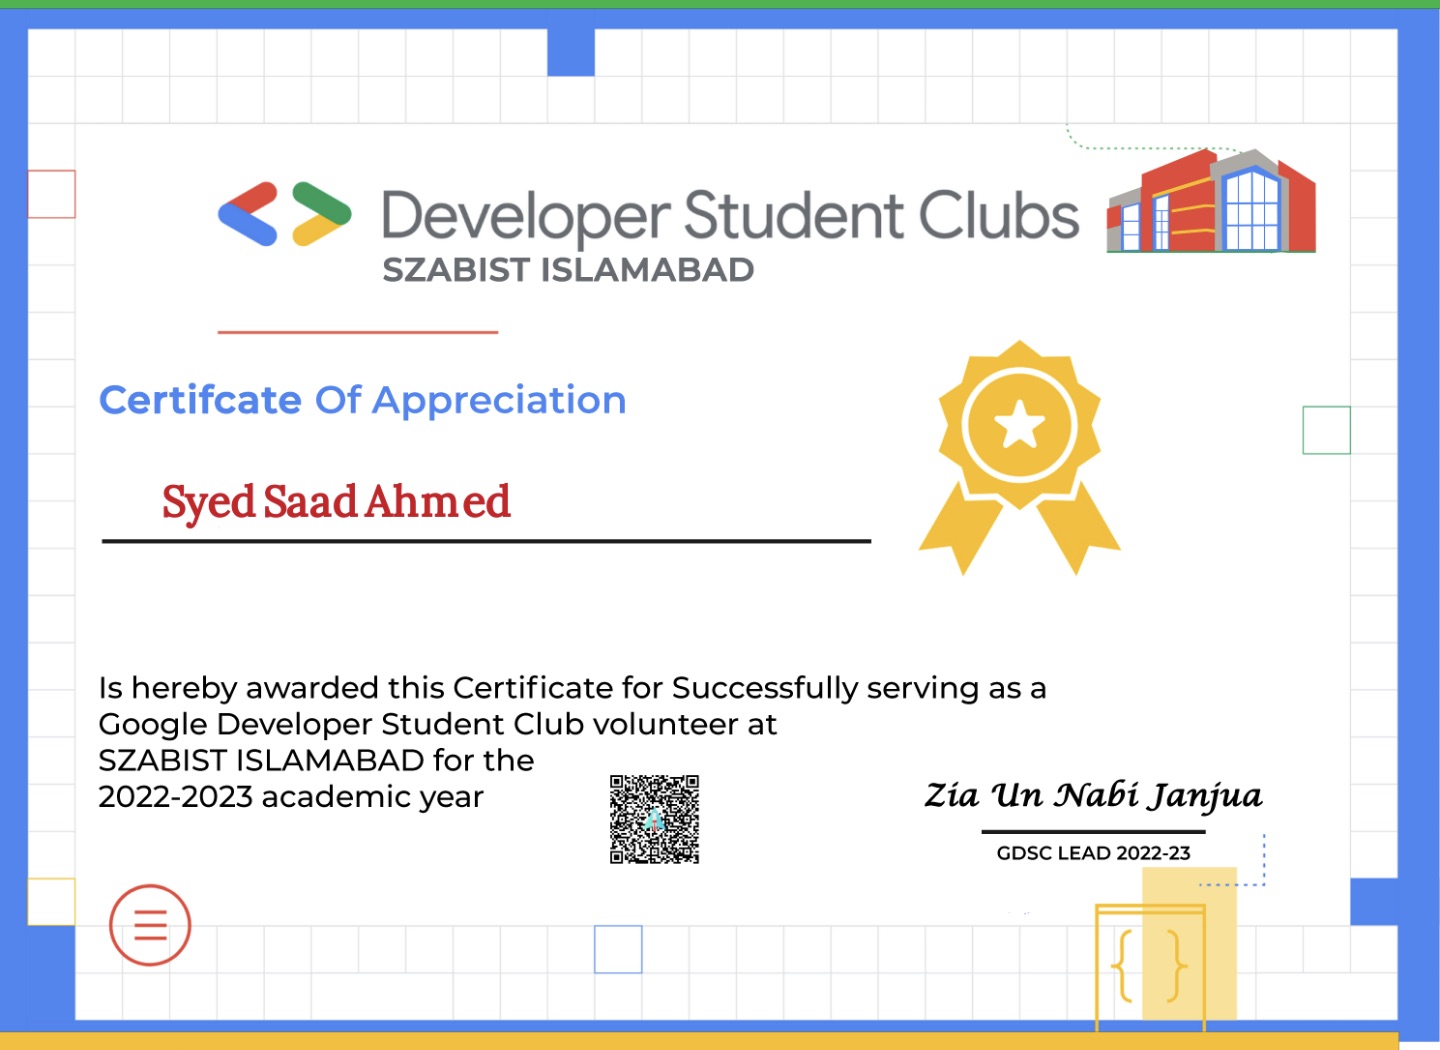 Developer Student Clubs
SZABIST ISLAMABAD
Certifcate Of Appreciation
Syed Saad Ahmed
Is hereby awarded this Certificate for Successfully serving as a
Google Developer Student Club volunteer at
SZABIST ISLAMABAD for the
2022-2023 academic year
Zia Un Nabi Janjua
GDSC LEAD 2022-23
{ }